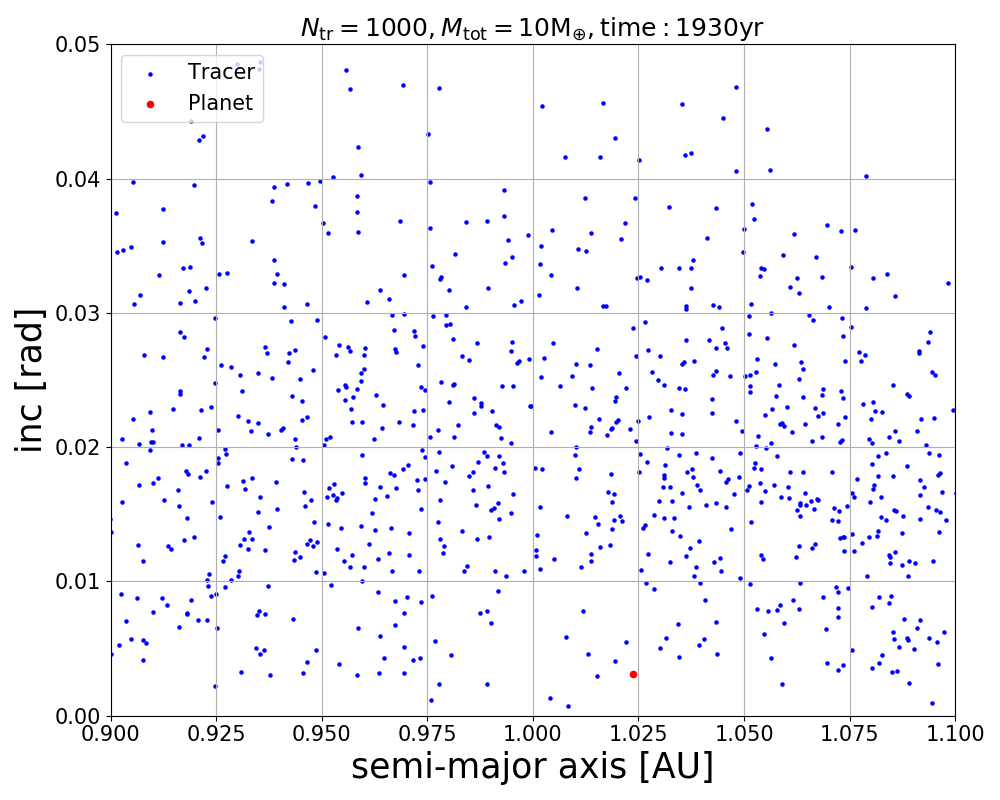 N_tr = 1000, M_tot = 10M_⊕, time : 1930yr
Tracer
Planet
inc [rad]
0.05
0.04
0.03
0.02
0.01
0.00
0.900 0.925 0.950 0.975 1.000 1.025 1.050 1.075 1.100
semi-major axis [AU]